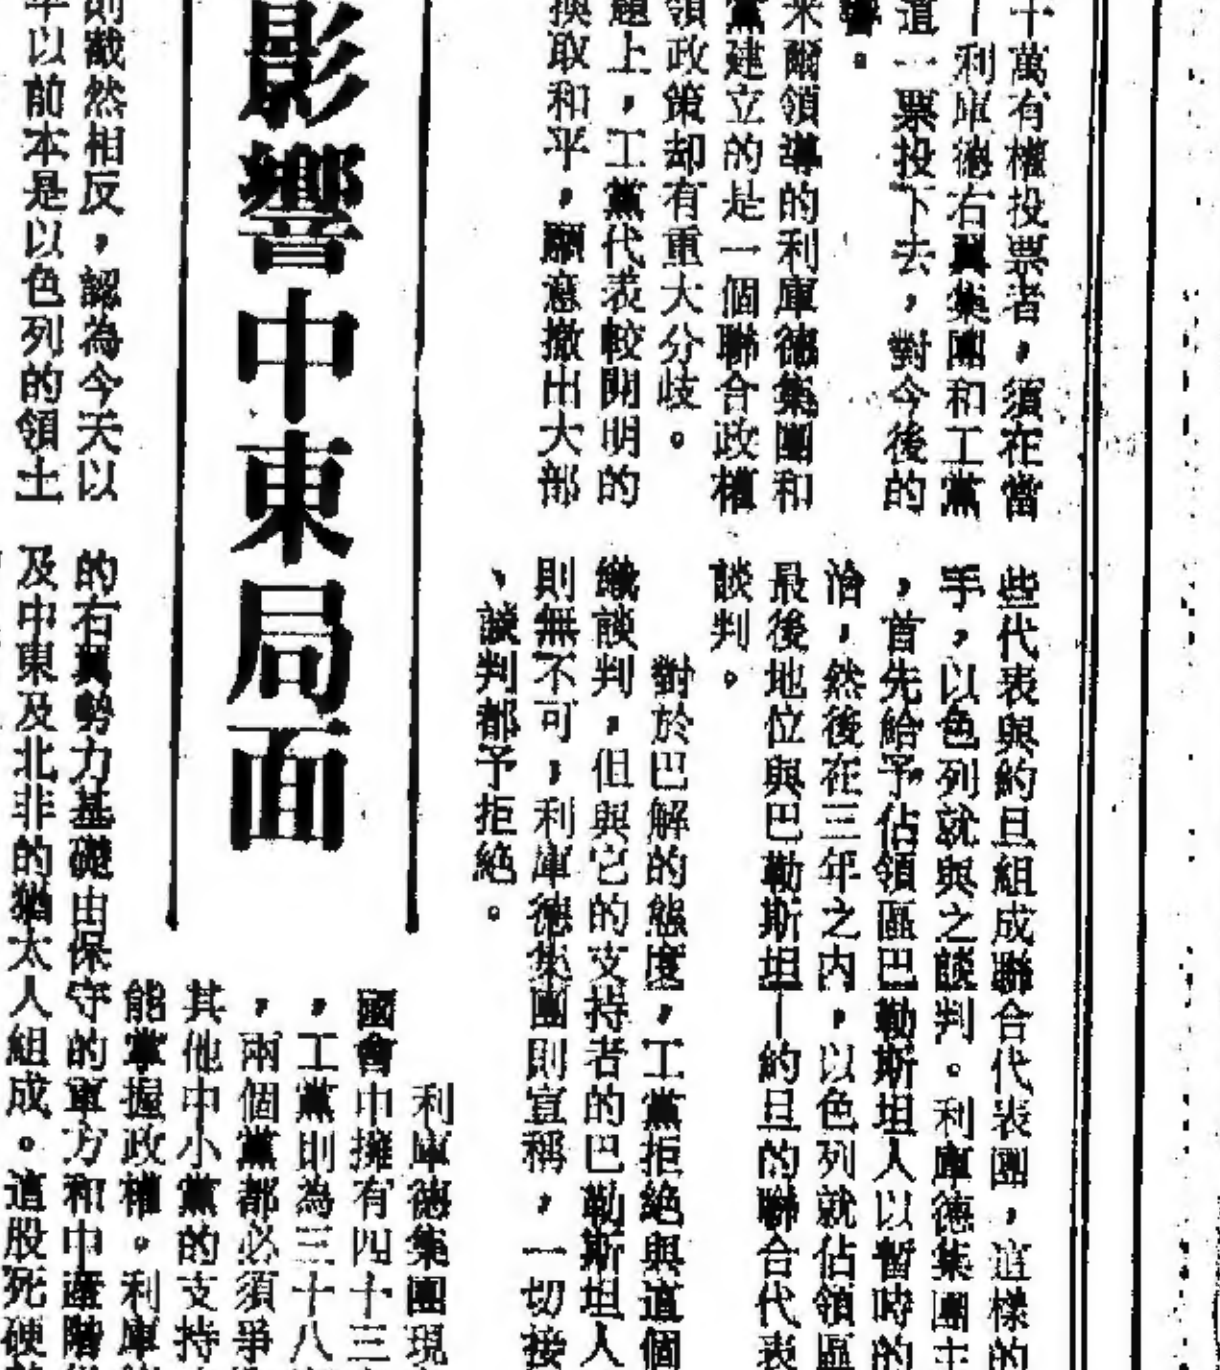 十萬有權投票者，須在當
—利庫德右翼集團和工黨
一票投下去，對今後的
來爾領導的利庫德集團和
黨建立的是一個聯合政權
領政策却有重大分歧。
題上，工黨代表較開明的
換取和平，願意撤出大部
影響中東局面
則截然相反，認為今天以
年以前本是以色列的領土
些代表與約旦組成聯合代表團，這樣的
手，以色列就與之談判。利庫德集團主
，首先給予佔領區巴勒斯坦人以暫時的
洽，然後在三年之内，以色列就佔領區
最後地位與巴勒斯坦—約旦的聯合代表
談判。
對於巴解的態度，工黨拒絕與這個
織談判，但與它的支持者的巴勒斯坦人
則無不可，利庫德集團則宣稱，一切接
、談判都予拒絕。
利庫德集團現
國會中擁有四十三
，工黨則為三十八
，兩個黨都必須爭
其他中小黨的支持
能掌握政權。利庫
的右翼勢力基礎由保守的軍方和中產階
及中東及北非的猶太人組成。這股死硬